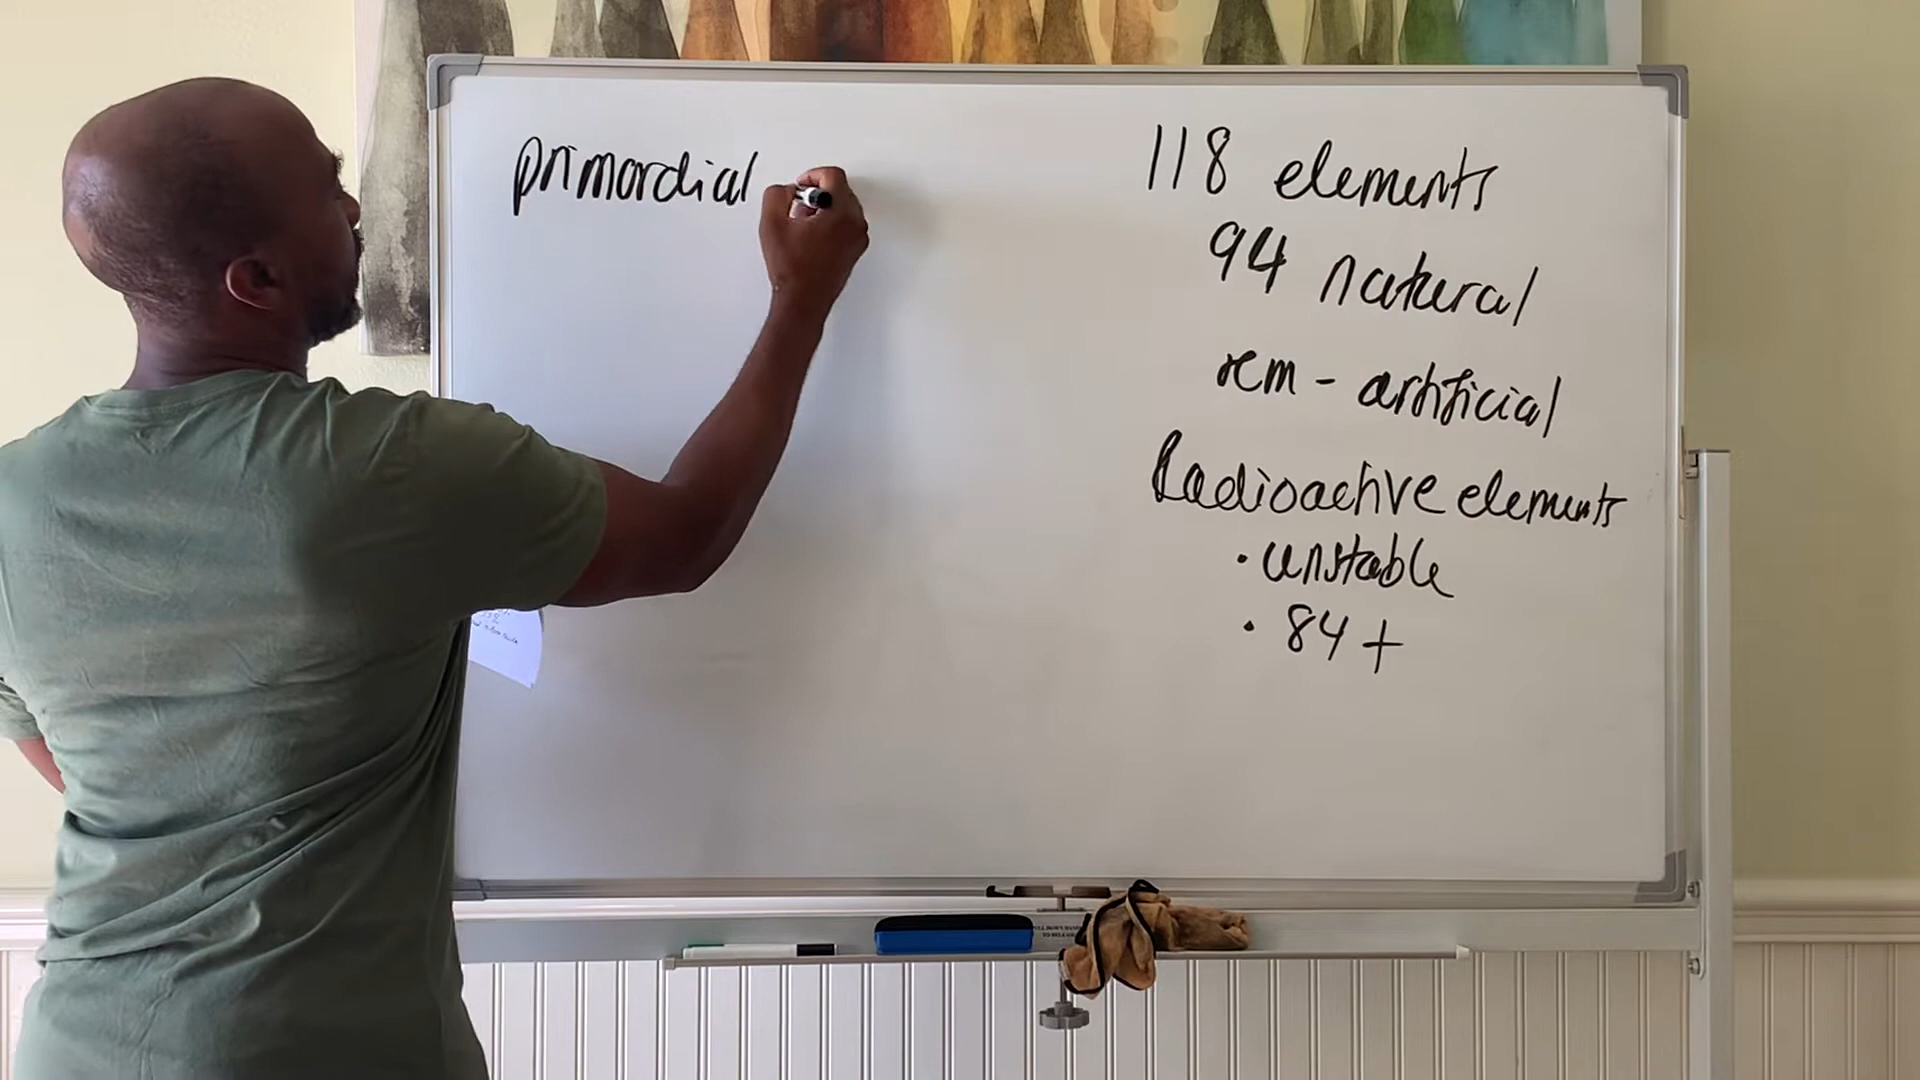 primordial
118 elements
94 natural
rem - artificial
Radioactive elements
• unstable
• 84 +